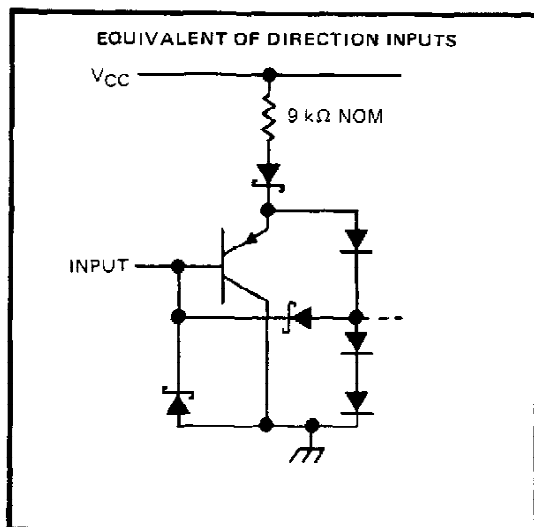 EQUIVALENT OF DIRECTION INPUTS
VCC
9 kΩ NOM
INPUT